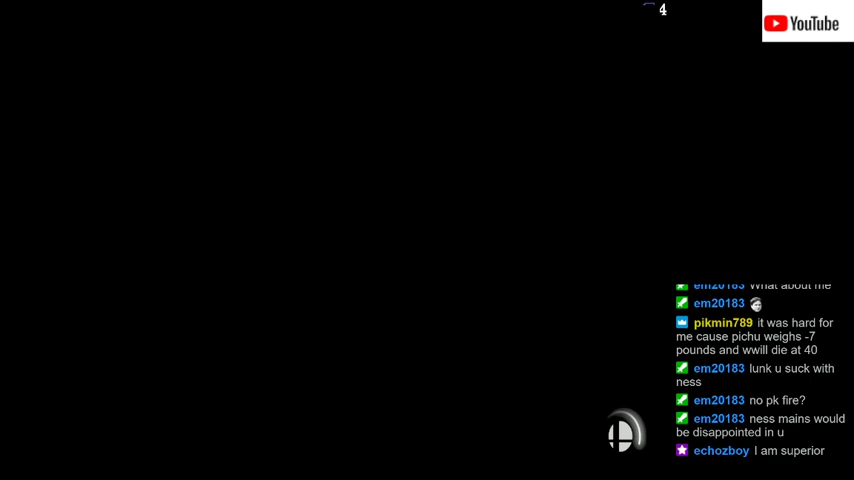 4
YouTube
em20183 What about me
em20183
pikmin789 it was hard for
me cause pichu weighs -7
pounds and wwill die at 40
em20183 lunk u suck with
ness
em20183 no pk fire?
em20183 ness mains would
be disappointed in u
echozboy I am superior